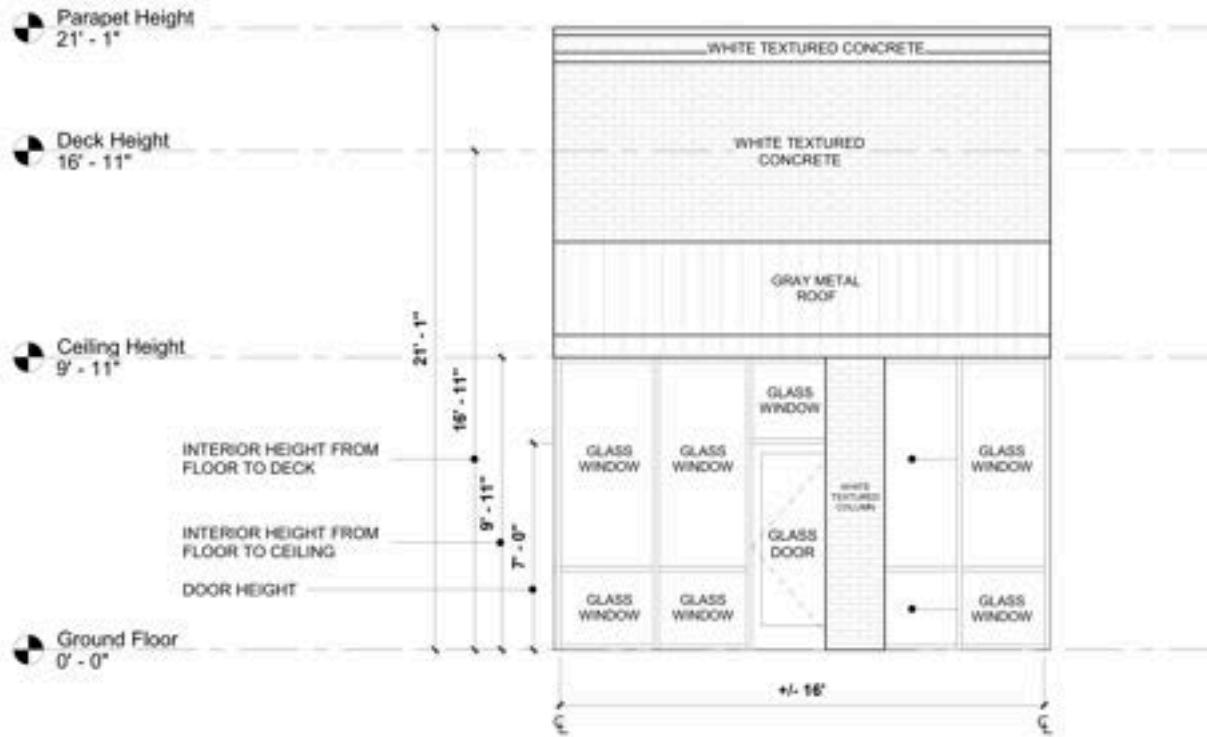 Parapet Height
21' - 1"
WHITE TEXTURED CONCRETE
Deck Height
16' - 11"
WHITE TEXTURED
CONCRETE
GRAY METAL
ROOF
Ceiling Height
9' - 11"
21' - 1"
16' - 11"
9' - 11"
7' - 0"
INTERIOR HEIGHT FROM
FLOOR TO DECK
INTERIOR HEIGHT FROM
FLOOR TO CEILING
DOOR HEIGHT
GLASS
WINDOW
GLASS
WINDOW
GLASS
WINDOW
GLASS
DOOR
WHITE
TEXTURED
COLUMN
GLASS
WINDOW
GLASS
WINDOW
GLASS
WINDOW
GLASS
WINDOW
Ground Floor
0' - 0"
+/- 16'
℄
℄